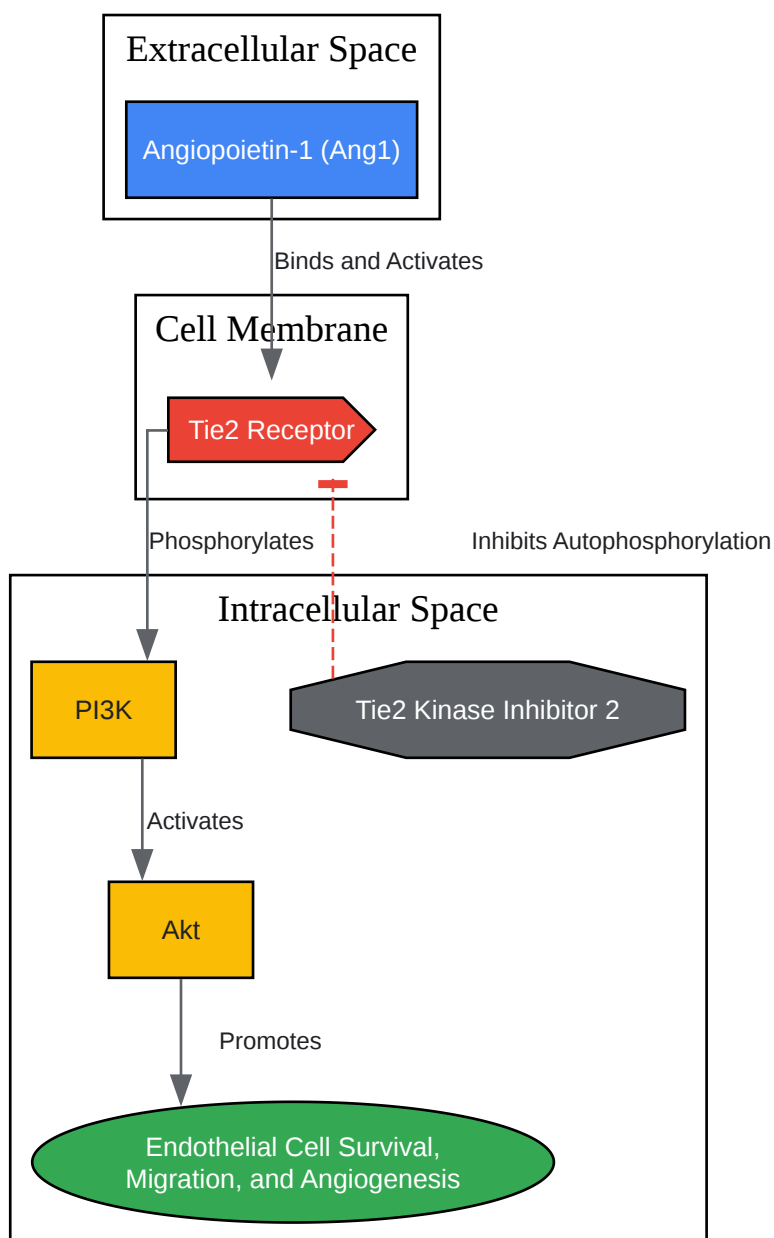 Extracellular Space
Angiopoietin-1 (Ang1)
Binds and Activates
Cell Membrane
Tie2 Receptor
Phosphorylates
Inhibits Autophosphorylation
Intracellular Space
PI3K
Tie2 Kinase Inhibitor 2
Activates
Akt
Promotes
Endothelial Cell Survival,
Migration, and Angiogenesis